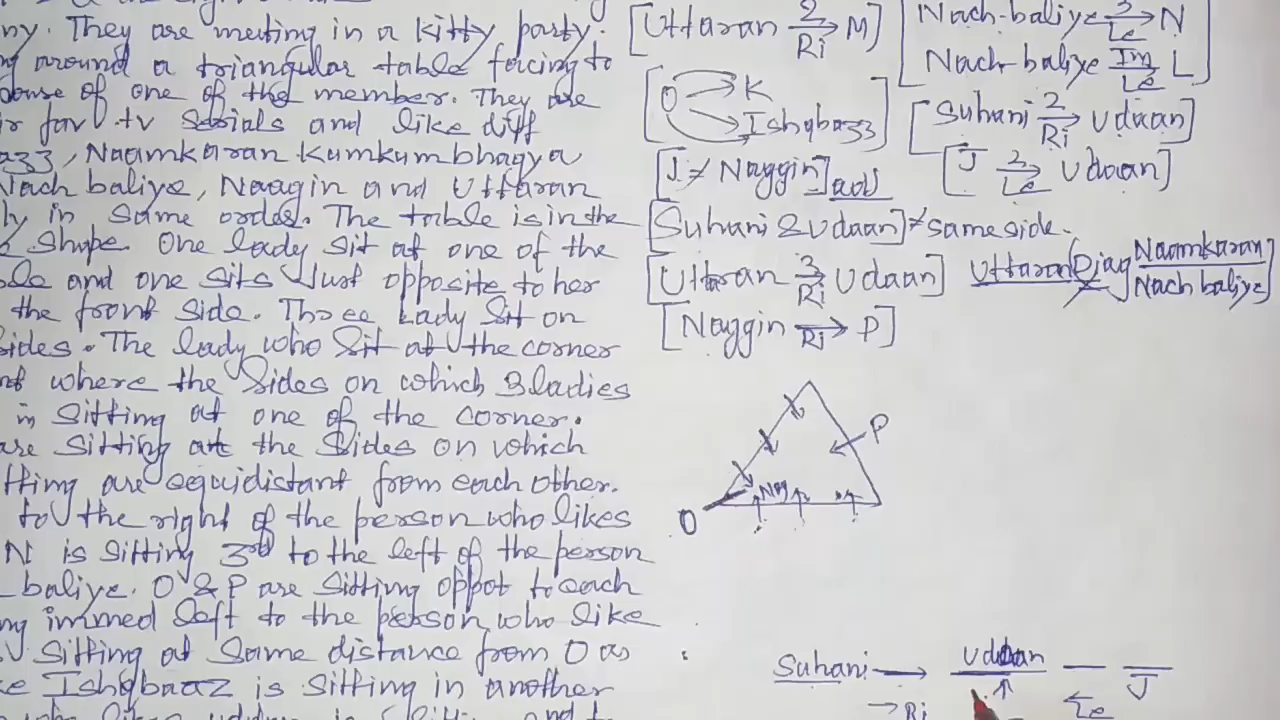 ny. They are meeting in a kitty party.
g around a triangular table facing to
of one of the member. They are
fav tv serials and like diff
azz, Naamkaran Kumkumbhagya
Nach baliye, Naagin and Uttaran
in same order. The table is in the
shape. One lady sit at one of the
and one sits Just opposite to her
the front side. Three Lady sit on
sides. The lady who sit at the corner
where the sides on which 3 ladies
in sitting at one of the corner.
are sitting at the sides on which
tting are equidistant from each other.
to the right of the person who likes
N is sitting 3rd to the left of the person
baliye. O & P are sitting oppot to each
immed left to the person who like
sitting at same distance from O as
Ishqbaaz is sitting in another
[Uttaran 2 Ri → M]
Nach-baliye 3 Le → N
Nach-baliye Im Le L
[O → K
Ishqbazz]
[Suhani 2 Ri → Udaan]
[J ≠ Naggin] adj
[J 2 Le → Udaan]
[Suhani & Udaan] ≠ same side.
[Uttran 3 Ri → Udaan]
Uttaran Diag Naamkaran
Nach baliye
[Naggin Ri → P]
P
Nag
O
Suhani → Udaan — —
J
→ Ri
Le